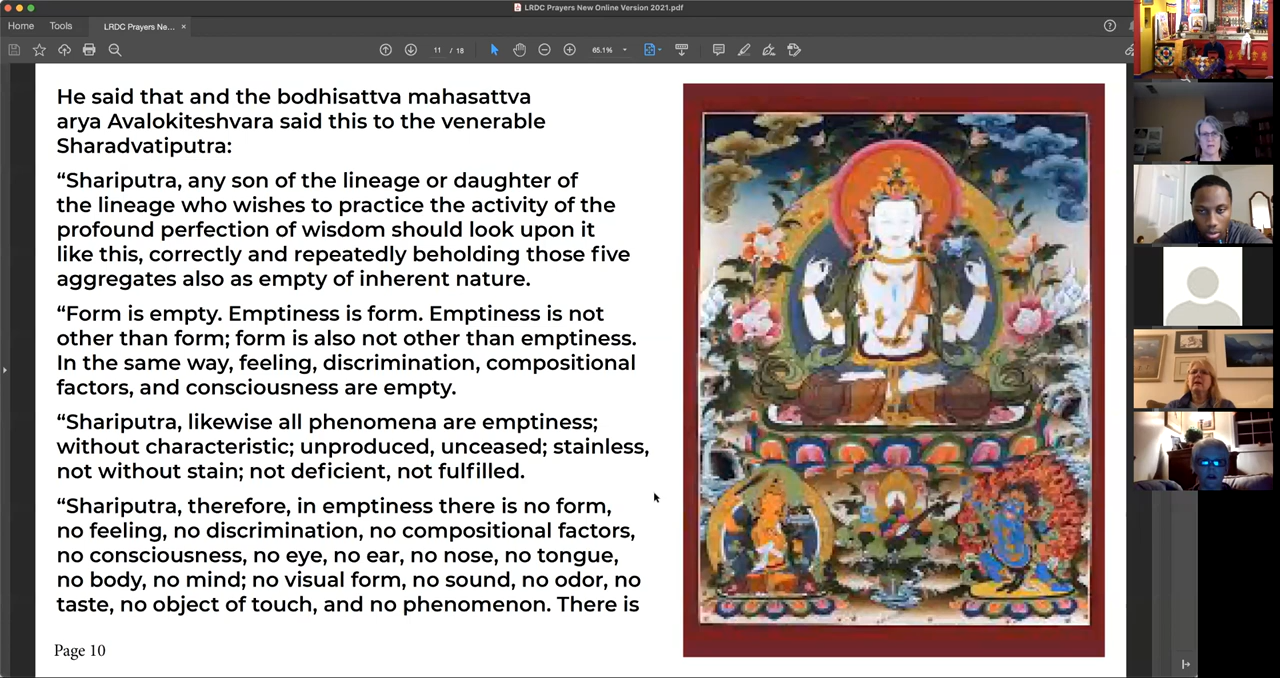 LRDC Prayers New Online Version 2021.pdf
Home Tools LRDC Prayers New On... ×
11 / 18 65.1%
He said that and the bodhisattva mahasattva
arya Avalokiteshvara said this to the venerable
Sharadvatiputra:
“Shariputra, any son of the lineage or daughter of
the lineage who wishes to practice the activity of the
profound perfection of wisdom should look upon it
like this, correctly and repeatedly beholding those five
aggregates also as empty of inherent nature.
“Form is empty. Emptiness is form. Emptiness is not
other than form; form is also not other than emptiness.
In the same way, feeling, discrimination, compositional
factors, and consciousness are empty.
“Shariputra, likewise all phenomena are emptiness;
without characteristic; unproduced, unceased; stainless,
not without stain; not deficient, not fulfilled.
“Shariputra, therefore, in emptiness there is no form,
no feeling, no discrimination, no compositional factors,
no consciousness, no eye, no ear, no nose, no tongue,
no body, no mind; no visual form, no sound, no odor, no
taste, no object of touch, and no phenomenon. There is
Page 10